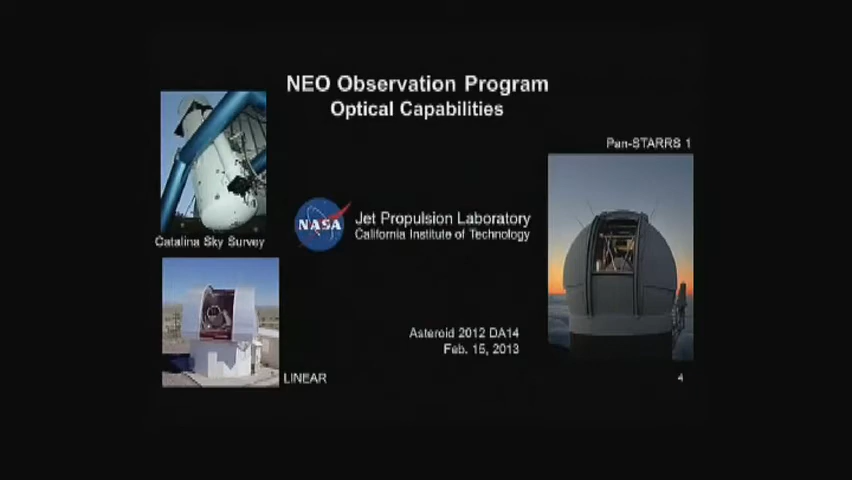 NEO Observation Program
Optical Capabilities
Pan-STARRS 1
NASA
Jet Propulsion Laboratory
California Institute of Technology
Catalina Sky Survey
Asteroid 2012 DA14
Feb. 15, 2013
LINEAR
4